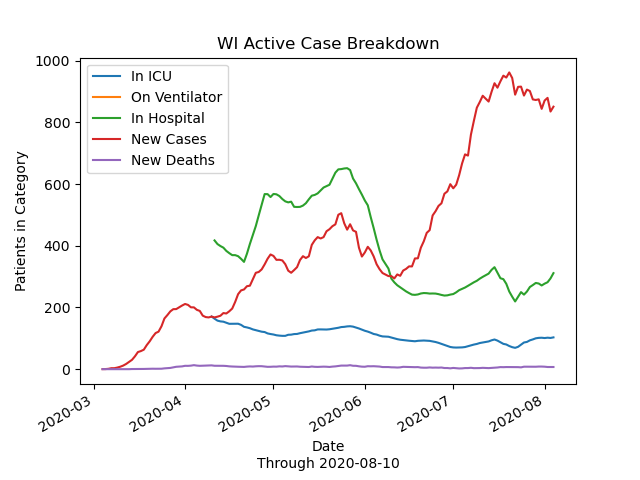 WI Active Case Breakdown
1000
800
600
400
200
0
Patients in Category
In ICU
On Ventilator
In Hospital
New Cases
New Deaths
2020-03
2020-04
2020-05
2020-06
2020-07
2020-08
Date
Through 2020-08-10